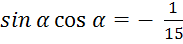 sin α cos α = − 1/15